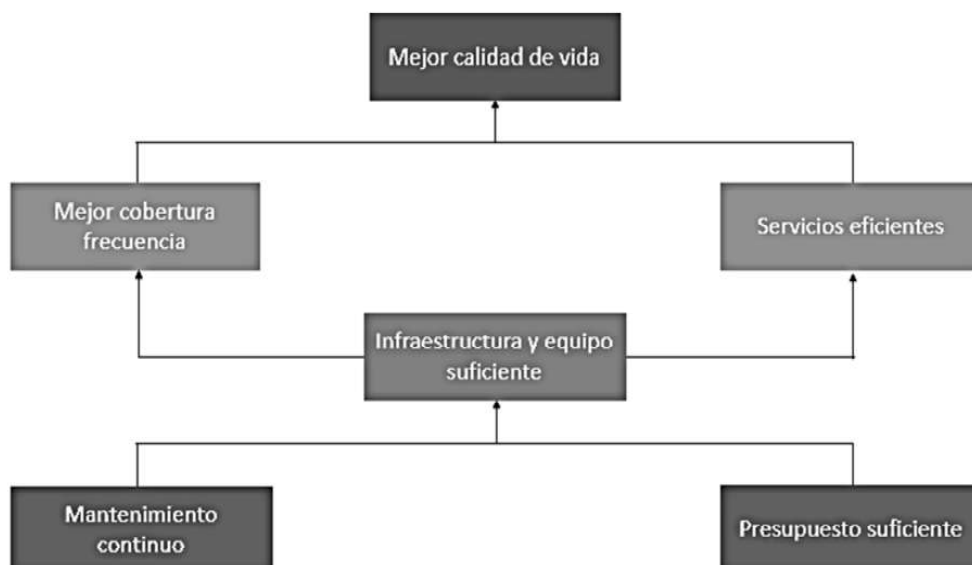 Mejor calidad de vida
Mejor cobertura
frecuencia
Servicios eficientes
Infraestructura y equipo
suficiente
Mantenimiento
continuo
Presupuesto suficiente